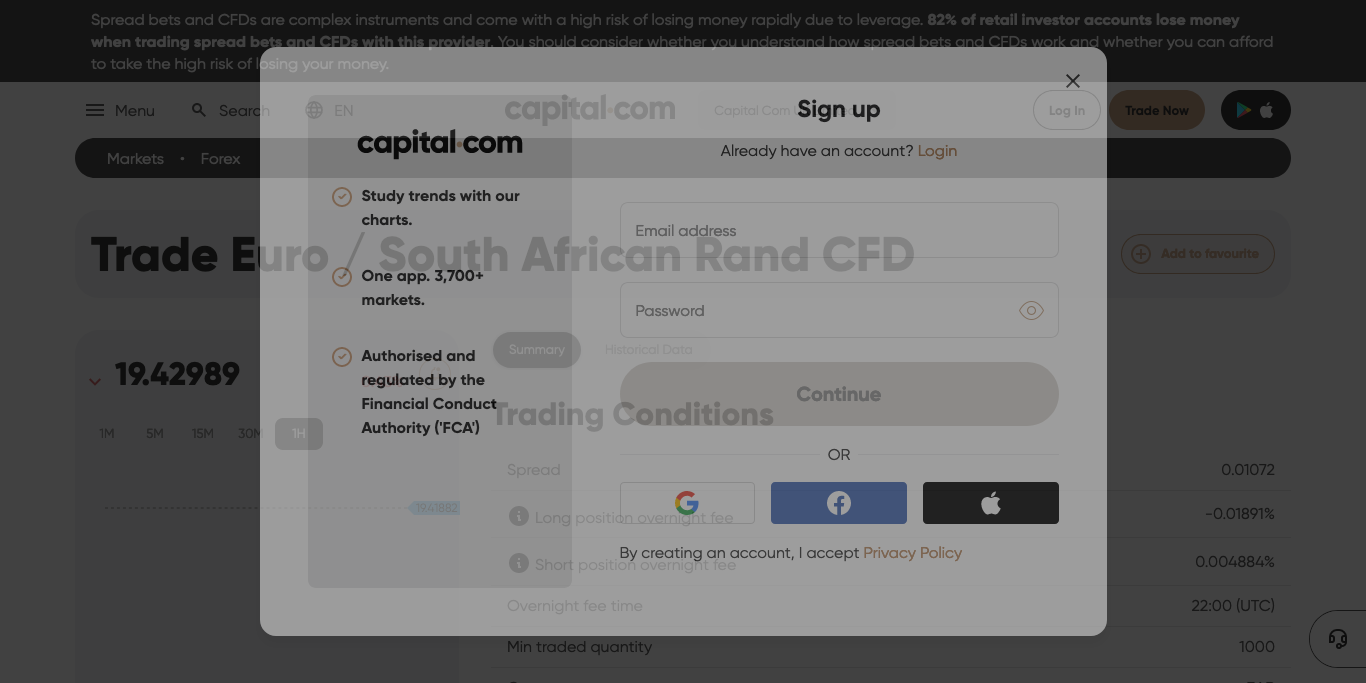 Spread bets and CFDs are complex instruments and come with a high risk of losing money rapidly due to leverage. 82% of retail investor accounts lose money
when trading spread bets and CFDs with this provider. You should consider whether you understand how spread bets and CFDs work and whether you can afford
to take the high risk of losing your money.
Menu
Search
EN
capital.com
Capital Com
Log In
Trade Now
Markets • Forex
Trade Euro / South African Rand CFD
Add to favourite
19.42989
1M 5M 15M 30M 1H
19.41882
Summary
Historical Data
Trading Conditions
Spread 0.01072
Long position overnight fee -0.01891%
Short position overnight fee 0.004884%
Overnight fee time 22:00 (UTC)
Min traded quantity 1000
capital.com
Study trends with our
charts.
One app. 3,700+
markets.
Authorised and
regulated by the
Financial Conduct
Authority ('FCA')
Sign up
Already have an account? Login
Email address
Password
Continue
OR
By creating an account, I accept Privacy Policy